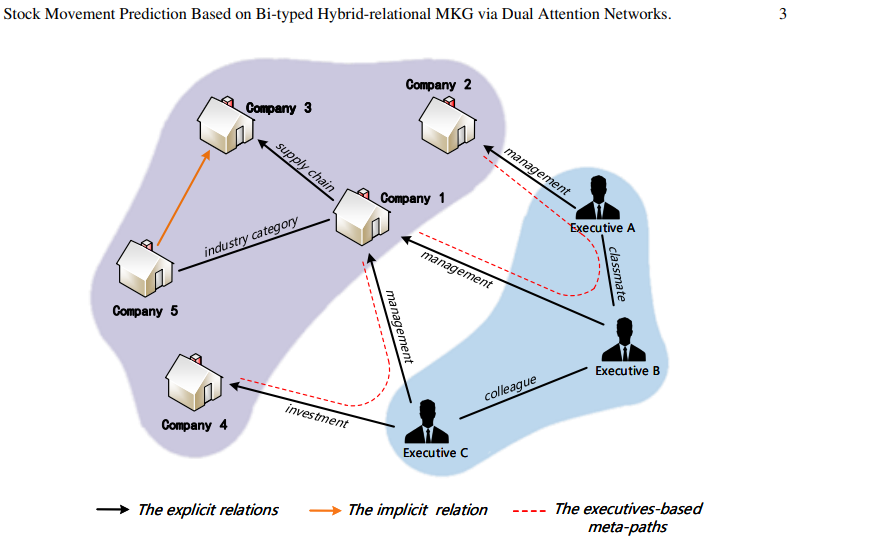 Stock Movement Prediction Based on Bi-typed Hybrid-relational MKG via Dual Attention Networks. 3
Company 2
Company 3
supply chain
management
Company 1
Executive A
industry category
classmate
management
Company 5
management
Executive B
colleague
Company 4
investment
Executive C
The explicit relations
The implicit relation
The executives-based
meta-paths